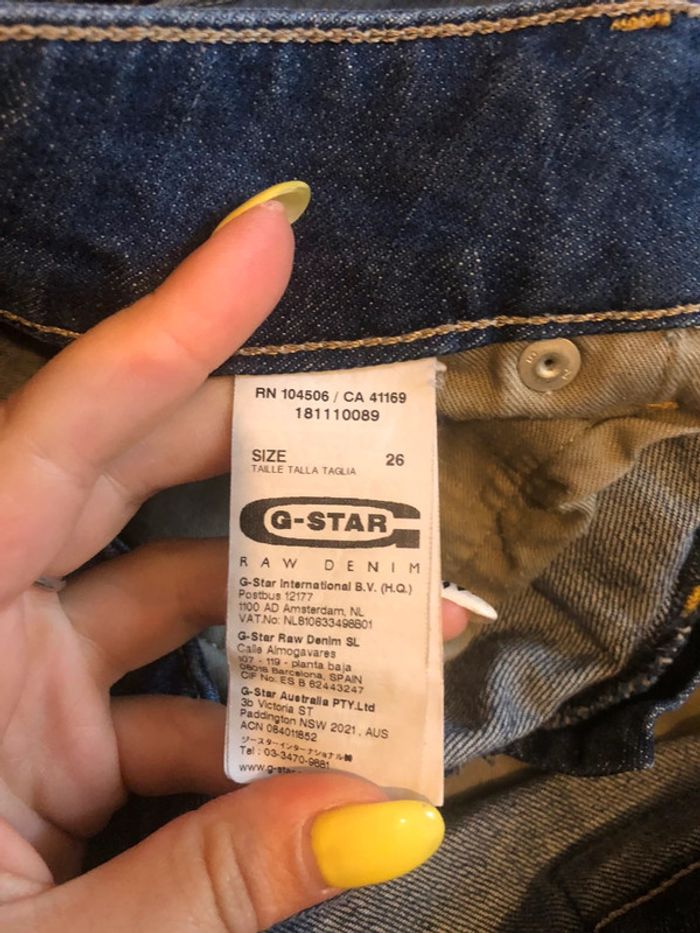 RN 104506 / CA 41169
181110089
SIZE 26
TAILLE TALLA TAGLIA
G-STAR
RAW DENIM
G-Star International B.V. (H.Q.)
Postbus 12177
1100 AD Amsterdam, NL
VAT.No: NL810633498B01
G-Star Raw Denim SL
Calle Almogavares
107 - 119 - planta baja
08018 Barcelona, SPAIN
CIF No. ES B 62443247
G-Star Australia PTY.Ltd
3b Victoria ST
Paddington NSW 2021, AUS
ACN 084011852
ジースターインターナショナル㈱
Tel : 03-3470-9881
www.g-star